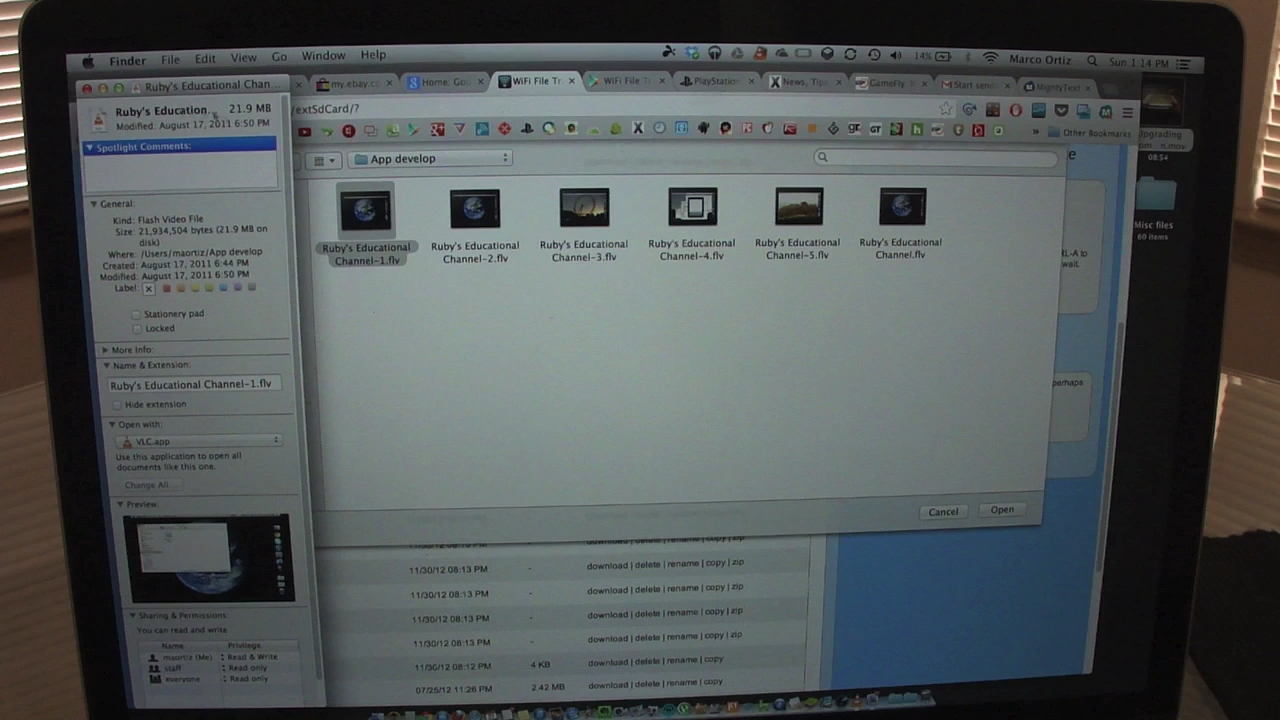 Finder File Edit View Go Window Help
14%
Marco Ortiz
Sun 1:14 PM
Ruby's Educational Chan ...
my.ebay.c
Home: Go
WiFi File Tr
WiFi File T
PlayStation
News, Tips
GameFly
Start send
MightyText
Ruby's Education...
21.9 MB
Modified: August 17, 2011 6:50 PM
/extSdCard/?
Other Bookmarks
Spotlight Comments:
App develop
08:54
General:
Kind: Flash Video File
Size: 21,934,504 bytes (21.9 MB on
disk)
Where: /Users/maortiz/App develop
Created: August 17, 2011 6:44 PM
Modified: August 17, 2011 6:50 PM
Label:
Stationery pad
Locked
More Info:
Name & Extension:
Ruby's Educational Channel-1.flv
Hide extension
Open with:
VLC.app
Use this application to open all
documents like this one.
Change All...
Preview:
Sharing & Permissions:
You can read and write
Name Privilege
maortiz (Me) Read & Write
staff Read only
everyone Read only
Ruby's Educational
Channel-1.flv
Ruby's Educational
Channel-2.flv
Ruby's Educational
Channel-3.flv
Ruby's Educational
Channel-4.flv
Ruby's Educational
Channel-5.flv
Ruby's Educational
Channel.flv
Misc files
60 items
wait.
perhaps
Cancel
Open
11/30/12 08:13 PM - download | delete | rename | copy | zip
11/30/12 08:13 PM - download | delete | rename | copy | zip
11/30/12 08:13 PM - download | delete | rename | copy | zip
11/30/12 08:13 PM - download | delete | rename | copy | zip
11/30/12 08:12 PM 4 KB download | delete | rename | copy
07/25/12 11:26 PM 2.42 MB download | delete | rename | copy